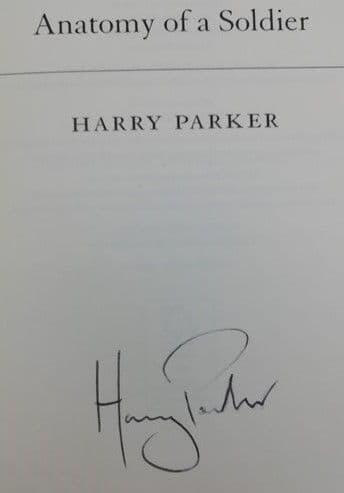 Anatomy of a Soldier
HARRY PARKER
Harry Parker